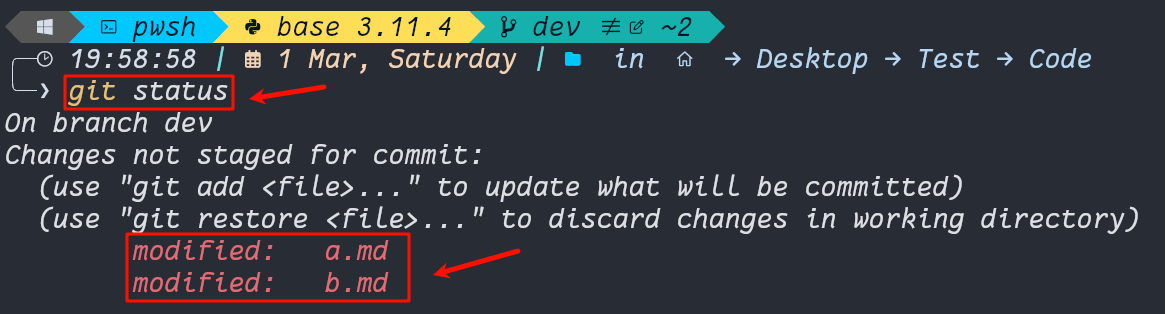 pwsh base 3.11.4 dev ≢ ~2
19:58:58 | 1 Mar, Saturday | in → Desktop → Test → Code
❯ git status
On branch dev
Changes not staged for commit:
(use "git add <file>..." to update what will be committed)
(use "git restore <file>..." to discard changes in working directory)
modified: a.md
modified: b.md